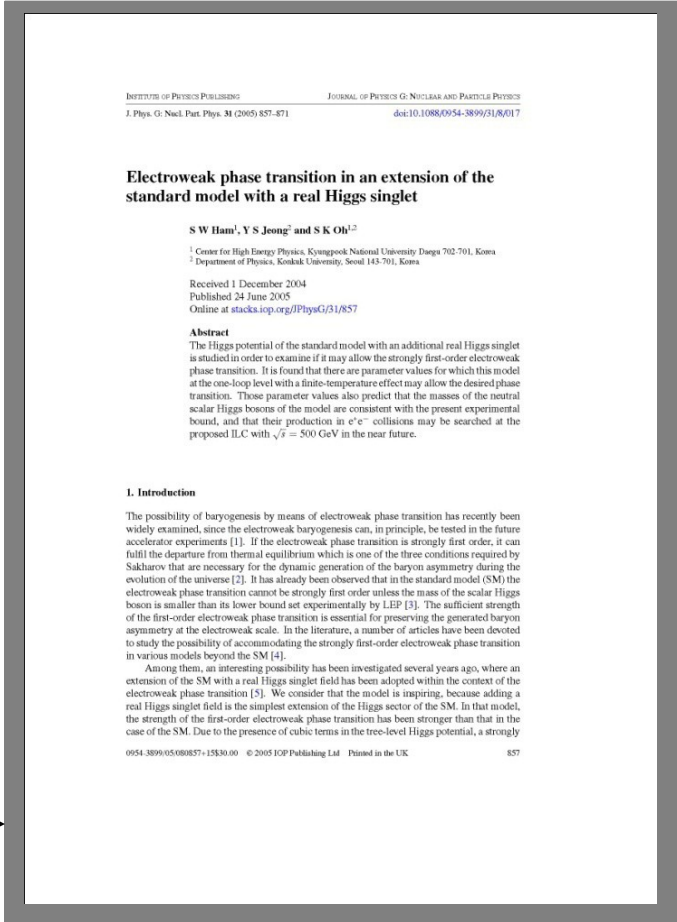 INSTITUTE OF PHYSICS PUBLISHING JOURNAL OF PHYSICS G: NUCLEAR AND PARTICLE PHYSICS
J. Phys. G: Nucl. Part. Phys. 31 (2005) 857–871 doi:10.1088/0954-3899/31/8/017
Electroweak phase transition in an extension of the
standard model with a real Higgs singlet
S W Ham¹, Y S Jeong² and S K Oh¹,²
¹ Center for High Energy Physics, Kyungpook National University Daegu 702-701, Korea
² Department of Physics, Konkuk University, Seoul 143-701, Korea
Received 1 December 2004
Published 24 June 2005
Online at stacks.iop.org/JPhysG/31/857
Abstract
The Higgs potential of the standard model with an additional real Higgs singlet
is studied in order to examine if it may allow the strongly first-order electroweak
phase transition. It is found that there are parameter values for which this model
at the one-loop level with a finite-temperature effect may allow the desired phase
transition. Those parameter values also predict that the masses of the neutral
scalar Higgs bosons of the model are consistent with the present experimental
bound, and that their production in e⁺e⁻ collisions may be searched at the
proposed ILC with √s = 500 GeV in the near future.
1. Introduction
The possibility of baryogenesis by means of electroweak phase transition has recently been
widely examined, since the electroweak baryogenesis can, in principle, be tested in the future
accelerator experiments [1]. If the electroweak phase transition is strongly first order, it can
fulfil the departure from thermal equilibrium which is one of the three conditions required by
Sakharov that are necessary for the dynamic generation of the baryon asymmetry during the
evolution of the universe [2]. It has already been observed that in the standard model (SM) the
electroweak phase transition cannot be strongly first order unless the mass of the scalar Higgs
boson is smaller than its lower bound set experimentally by LEP [3]. The sufficient strength
of the first-order electroweak phase transition is essential for preserving the generated baryon
asymmetry at the electroweak scale. In the literature, a number of articles have been devoted
to study the possibility of accommodating the strongly first-order electroweak phase transition
in various models beyond the SM [4].
Among them, an interesting possibility has been investigated several years ago, where an
extension of the SM with a real Higgs singlet field has been adopted within the context of the
electroweak phase transition [5]. We consider that the model is inspiring, because adding a
real Higgs singlet field is the simplest extension of the Higgs sector of the SM. In that model,
the strength of the first-order electroweak phase transition has been stronger than that in the
case of the SM. Due to the presence of cubic terms in the tree-level Higgs potential, a strongly
0954-3899/05/080857+15$30.00 © 2005 IOP Publishing Ltd Printed in the UK 857